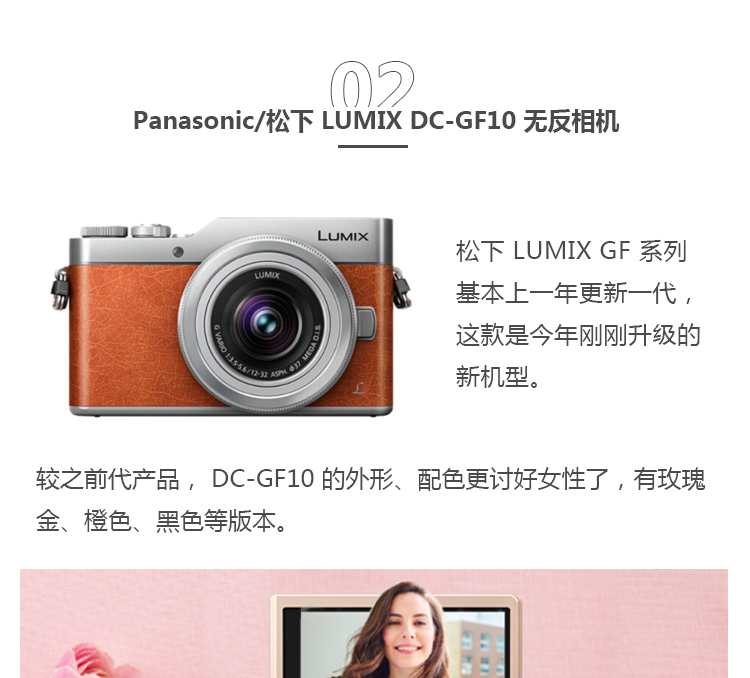 02
Panasonic/松下 LUMIX DC-GF10 无反相机
LUMIX
LUMIX
G VARIO 1:3.5-5.6/12-32 ASPH. Φ37 MEGA O.I.S.
L
松下 LUMIX GF 系列
基本上一年更新一代，
这款是今年刚刚升级的
新机型。
较之前代产品， DC-GF10 的外形、配色更讨好女性了，有玫瑰
金、橙色、黑色等版本。